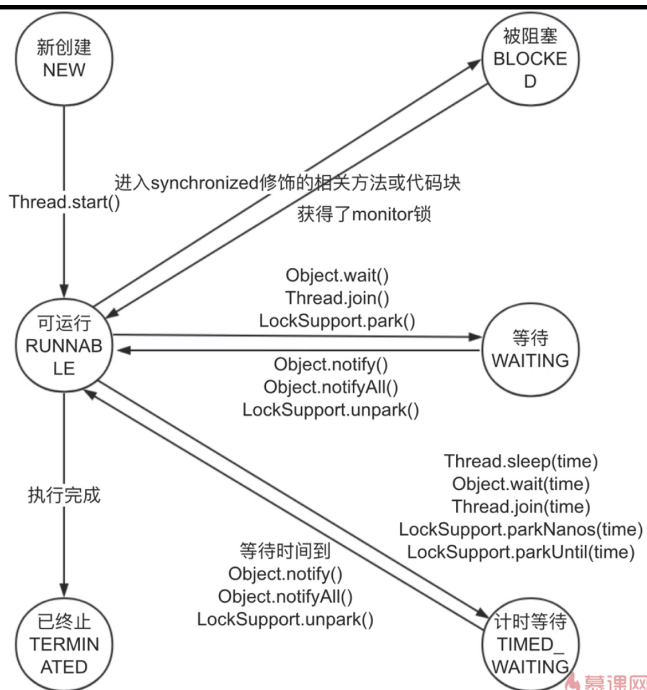 新创建
NEW
被阻塞
BLOCKE
D
进入synchronized修饰的相关方法或代码块
Thread.start()
获得了monitor锁
Object.wait()
Thread.join()
LockSupport.park()
可运行
RUNNAB
LE
等待
WAITING
Object.notify()
Object.notifyAll()
LockSupport.unpark()
Thread.sleep(time)
Object.wait(time)
Thread.join(time)
LockSupport.parkNanos(time)
LockSupport.parkUntil(time)
执行完成
等待时间到
Object.notify()
Object.notifyAll()
LockSupport.unpark()
已终止
TERMIN
ATED
计时等待
TIMED_
WAITING
慕课网